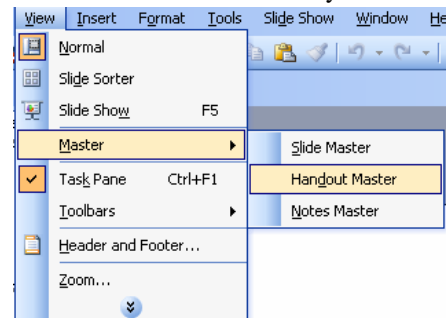 View Insert Format Tools Slide Show Window He
Normal
Slide Sorter
Slide Show F5
Master
Slide Master
Task Pane Ctrl+F1
Handout Master
Toolbars
Notes Master
Header and Footer...
Zoom...